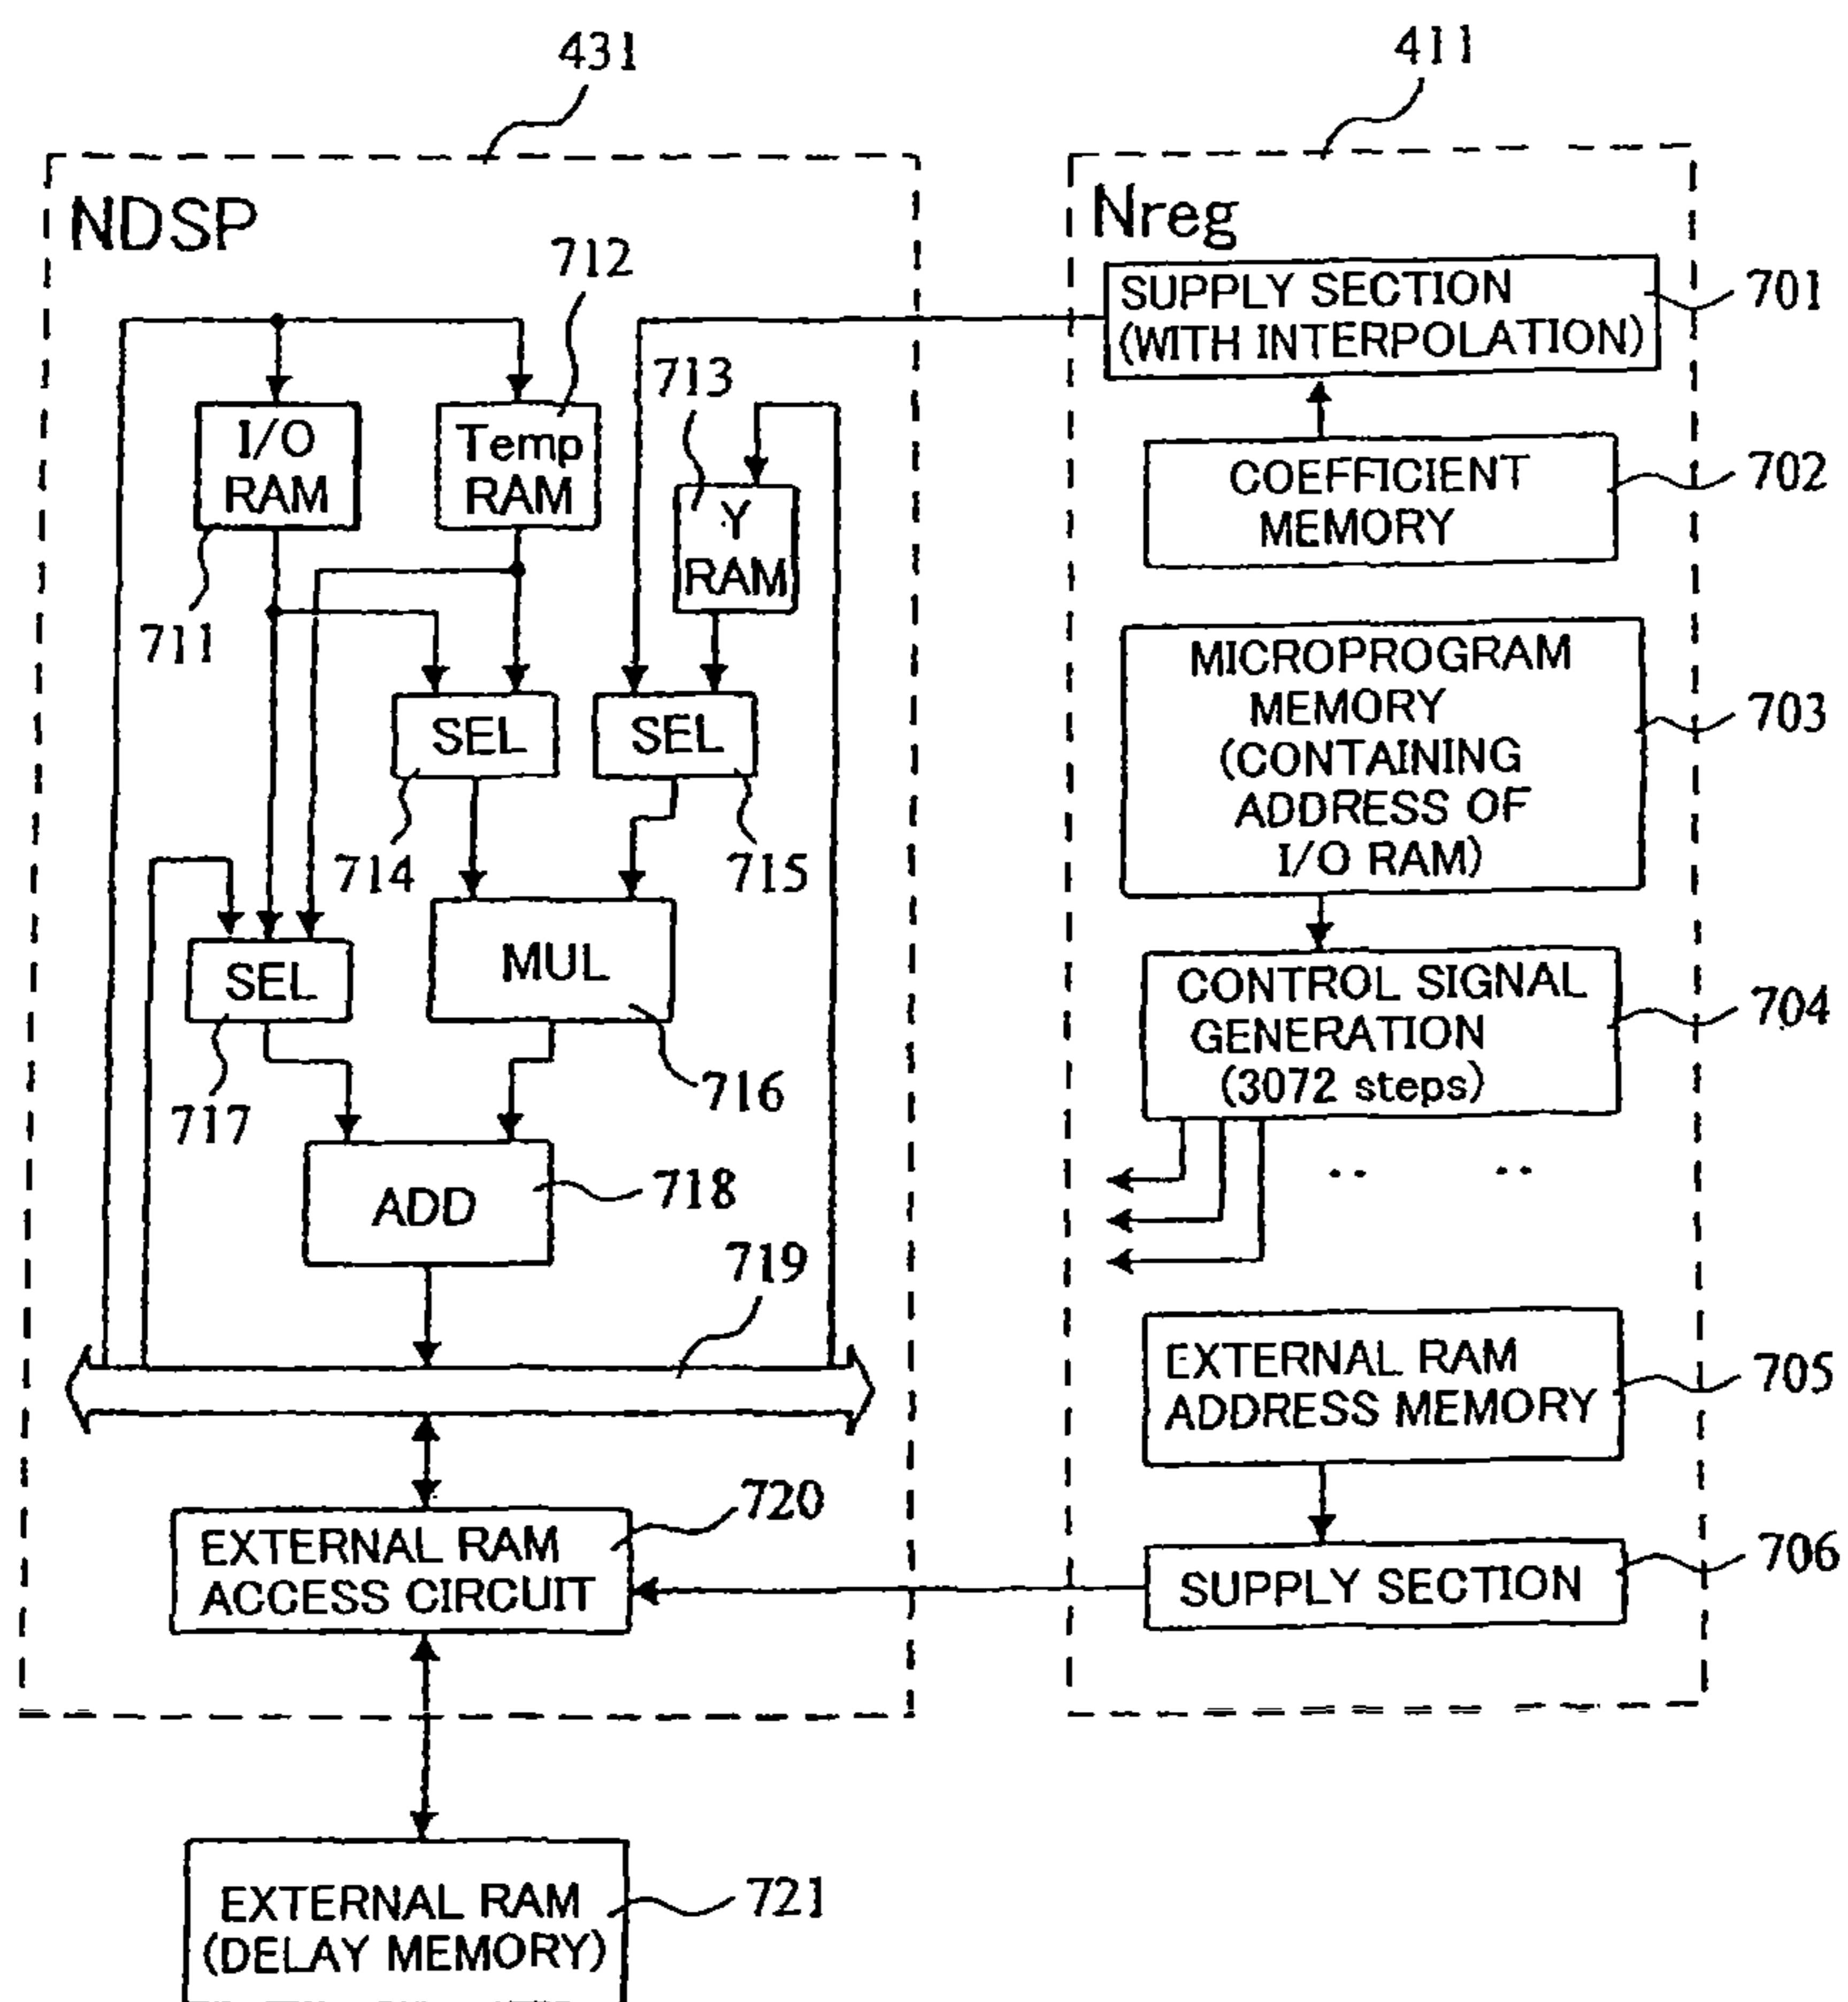 431
411
NDSP
Nreg
712
SUPPLY SECTION
(WITH INTERPOLATION)
701
713
I/O
RAM
Temp
RAM
Y
RAM
COEFFICIENT
MEMORY
702
711
MICROPROGRAM
MEMORY
(CONTAINING
ADDRESS OF
I/O RAM)
703
SEL
SEL
714
715
SEL
MUL
CONTROL SIGNAL
GENERATION
(3072 steps)
704
717
716
ADD
718
719
EXTERNAL RAM
ADDRESS MEMORY
705
720
EXTERNAL RAM
ACCESS CIRCUIT
SUPPLY SECTION
706
EXTERNAL RAM
(DELAY MEMORY)
721